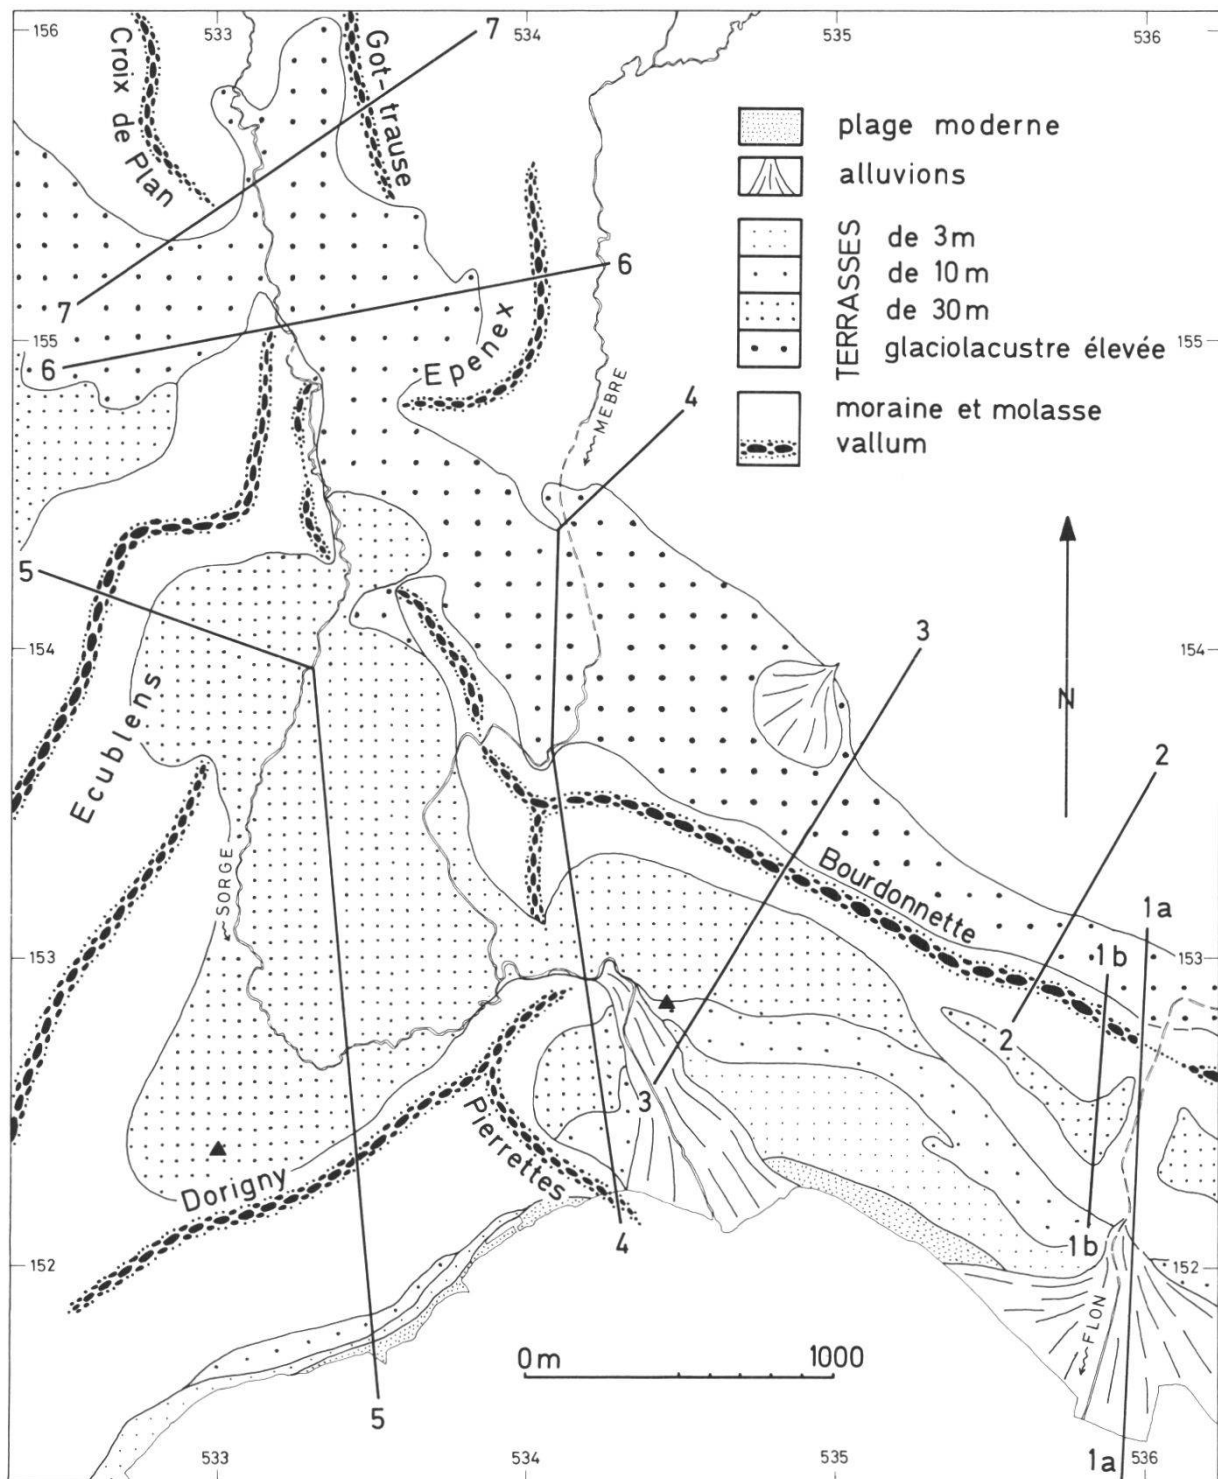 156
533
534
535
536
Croix de Plan
Got-trause
7
plage moderne
alluvions
TERRASSES
de 3m
de 10m
de 30m
glaciolacustre élevée
moraine et molasse
vallum
6
7
155
155
6
Epenex
MEBRE
4
5
154
3
154
N
Ecublens
2
SORGE
Bourdonnette
1a
153
1b
153
2
3
Pierrettes
Dorigny
4
1b
152
152
FLON
0m
1000
5
533
534
535
1a
536